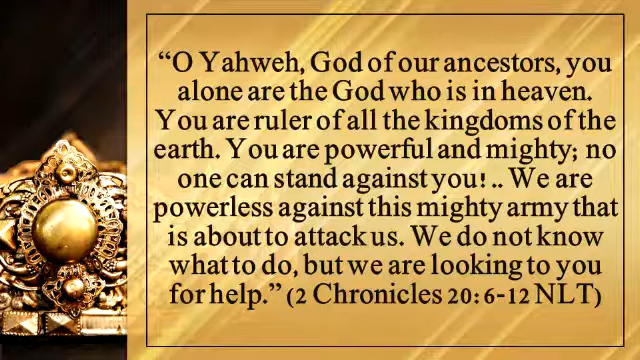 “O Yahweh, God of our ancestors, you
alone are the God who is in heaven.
You are ruler of all the kingdoms of the
earth. You are powerful and mighty; no
one can stand against you! .. We are
powerless against this mighty army that
is about to attack us. We do not know
what to do, but we are looking to you
for help.” (2 Chronicles 20: 6-12 NLT)